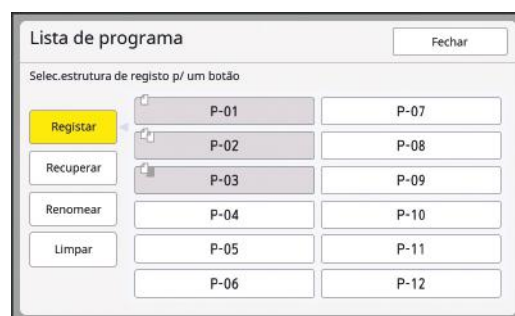 Lista de programa
Fechar
Selec.estrutura de registo p/ um botão
Registar
Recuperar
Renomear
Limpar
P-01
P-02
P-03
P-04
P-05
P-06
P-07
P-08
P-09
P-10
P-11
P-12